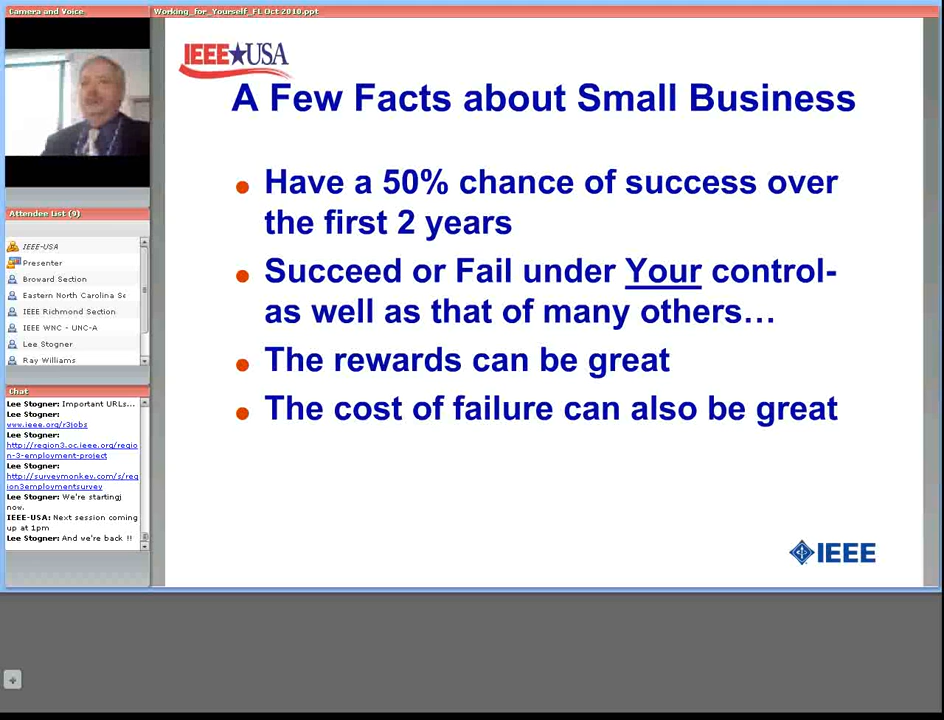 Camera and Voice
Working_for_Yourself_FL Oct 2010.ppt
IEEE USA
A Few Facts about Small Business
Have a 50% chance of success over
the first 2 years
Succeed or Fail under Your control-
as well as that of many others…
The rewards can be great
The cost of failure can also be great
IEEE
Attendee List (9)
IEEE-USA
Presenter
Broward Section
Eastern North Carolina Se
IEEE Richmond Section
IEEE WNC - UNC-A
Lee Stogner
Ray Williams
Chat
Lee Stogner: Important URLs...
Lee Stogner:
www.ieee.org/r3jobs
Lee Stogner:
http://region3.oc.ieee.org/regio
n-3-employment-project
Lee Stogner:
http://surveymonkey.com/s/reg
ion3employmentsurvey
Lee Stogner: We're startingj
now.
IEEE-USA: Next session coming
up at 1pm
Lee Stogner: And we're back !!